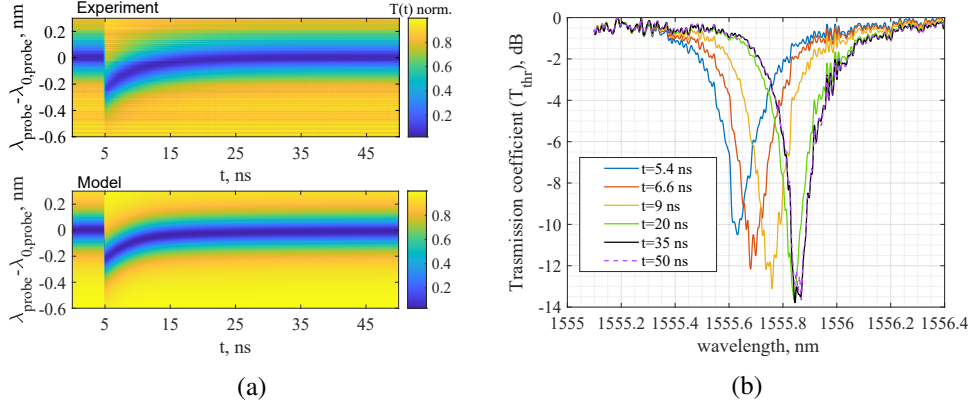 Experiment
T(t) norm.
λprobe-λ0,probe, nm
0.2
0
-0.2
-0.4
-0.6
5 15 25 35 45
t, ns
0.8
0.6
0.4
0.2
Model
λprobe-λ0,probe, nm
0.2
0
-0.2
-0.4
-0.6
5 15 25 35 45
t, ns
0.8
0.6
0.4
0.2
(a)
Trasmission coefficient (Tthr), dB
0
-2
-4
-6
-8
-10
-12
-14
t=5.4 ns
t=6.6 ns
t=9 ns
t=20 ns
t=35 ns
t=50 ns
1555 1555.2 1555.4 1555.6 1555.8 1556 1556.2 1556.4
wavelength, nm
(b)